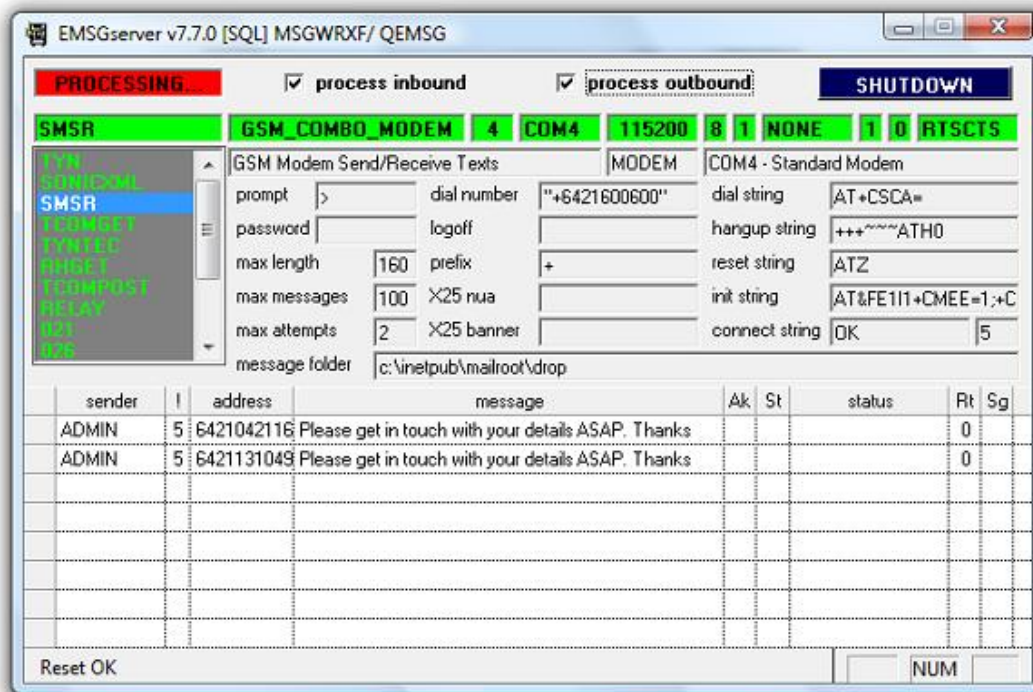 EMSGserver v7.7.0 [SQL] MSGWRXF/ QEMSG
PROCESSING... process inbound process outbound SHUTDOWN
SMSR GSM_COMBO_MODEM 4 COM4 115200 8 1 NONE 1 0 RTSCTS
TYN
SONICXML
SMSR
TCOMGET
TYNTEC
AHGET
TCOMPOST
RELAY
021
026
GSM Modem Send/Receive Texts MODEM COM4 - Standard Modem
prompt > dial number "+6421600600" dial string AT+CSCA=
password logoff hangup string +++~~~ATH0
max length 160 prefix + reset string ATZ
max messages 100 X25 nua init string AT&FE1I1+CMEE=1;+C
max attempts 2 X25 banner connect string OK 5
message folder c:\inetpub\mailroot\drop
sender ! address message Ak St status Rt Sg
ADMIN 5 6421042116 Please get in touch with your details ASAP. Thanks 0
ADMIN 5 6421131049 Please get in touch with your details ASAP. Thanks 0
Reset OK NUM